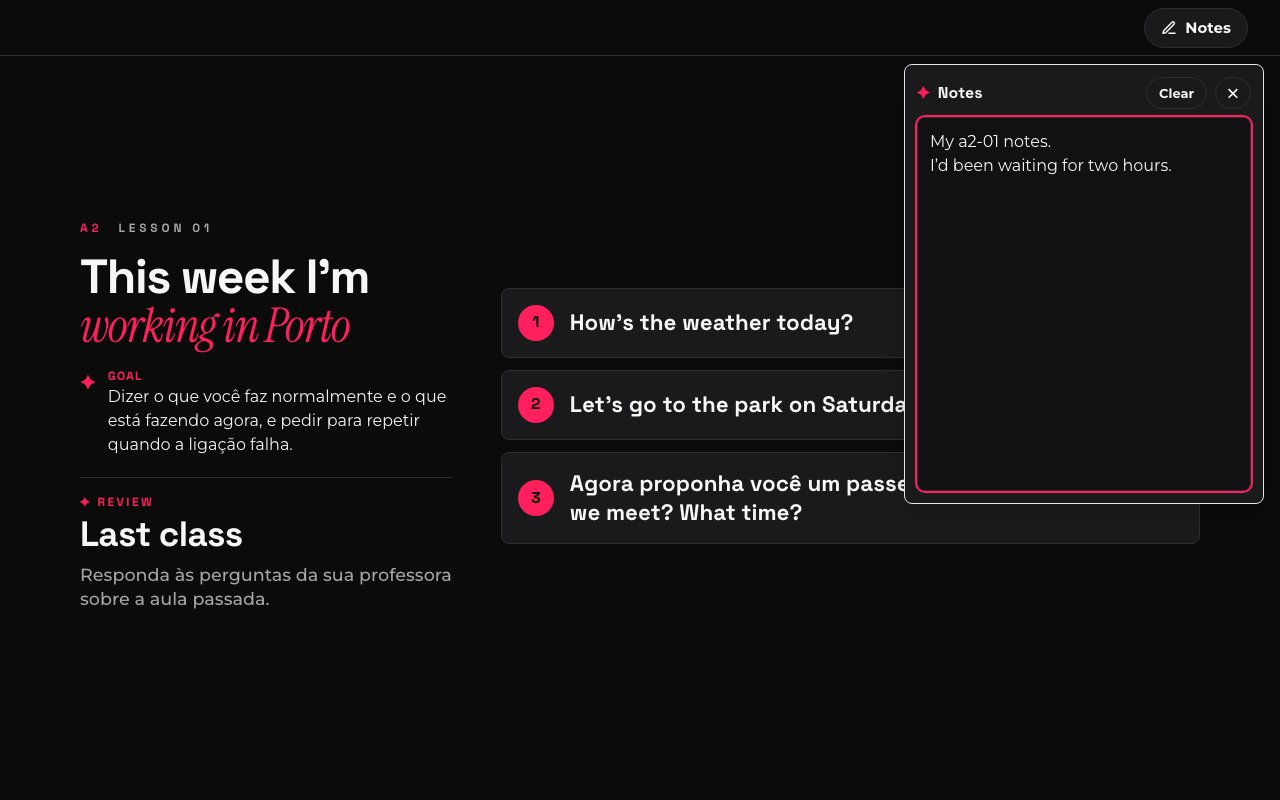 Notes
Notes
Clear
My a2-01 notes.
I'd been waiting for two hours.
A2 LESSON 01
This week I’m
working in Porto
GOAL
Dizer o que você faz normalmente e o que
está fazendo agora, e pedir para repetir
quando a ligação falha.
REVIEW
Last class
Responda às perguntas da sua professora
sobre a aula passada.
1 How’s the weather today?
2 Let’s go to the park on
3 Agora proponha você um
we meet? What time?